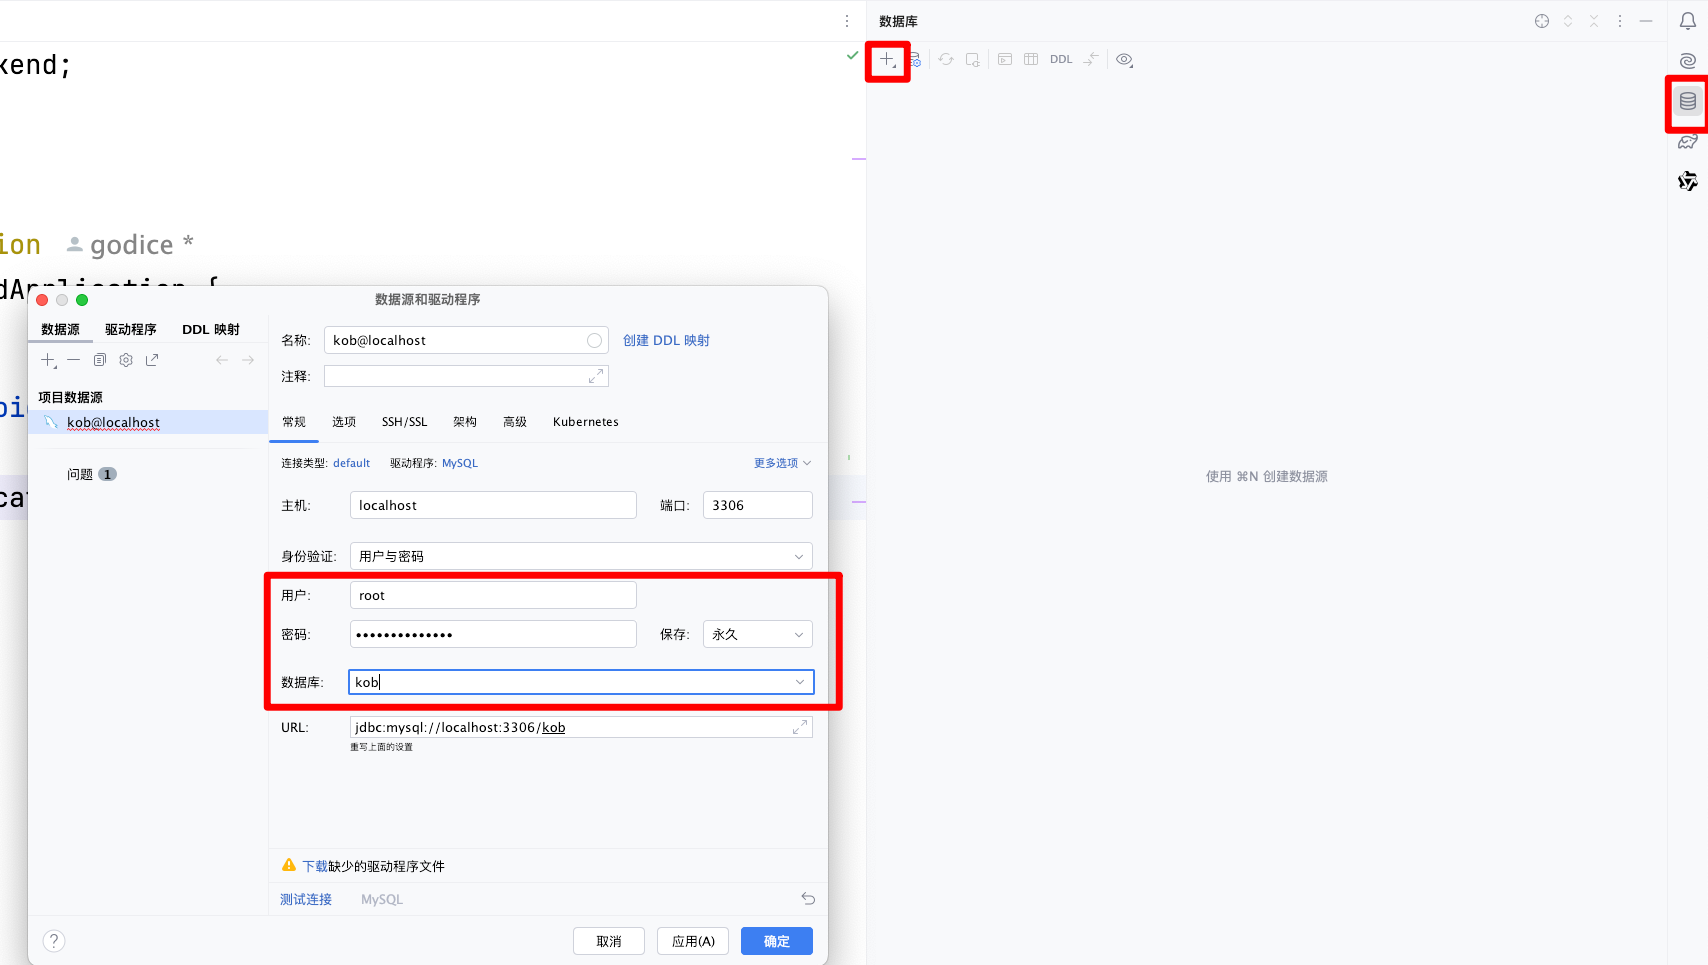 数据库
DDL
kend;
ion godice *
dApplication {
数据源和驱动程序
数据源 驱动程序 DDL 映射
项目数据源
kob@localhost
问题 1
名称: kob@localhost 创建 DDL 映射
注释:
常规 选项 SSH/SSL 架构 高级 Kubernetes
连接类型: default 驱动程序: MySQL 更多选项
主机: localhost 端口: 3306
身份验证: 用户与密码
用户: root
密码: •••••••••••••• 保存: 永久
数据库: kob
URL: jdbc:mysql://localhost:3306/kob
重写上面的设置
下载缺少的驱动程序文件
测试连接 MySQL
? 取消 应用(A) 确定
oi
ca
使用 ⌘N 创建数据源